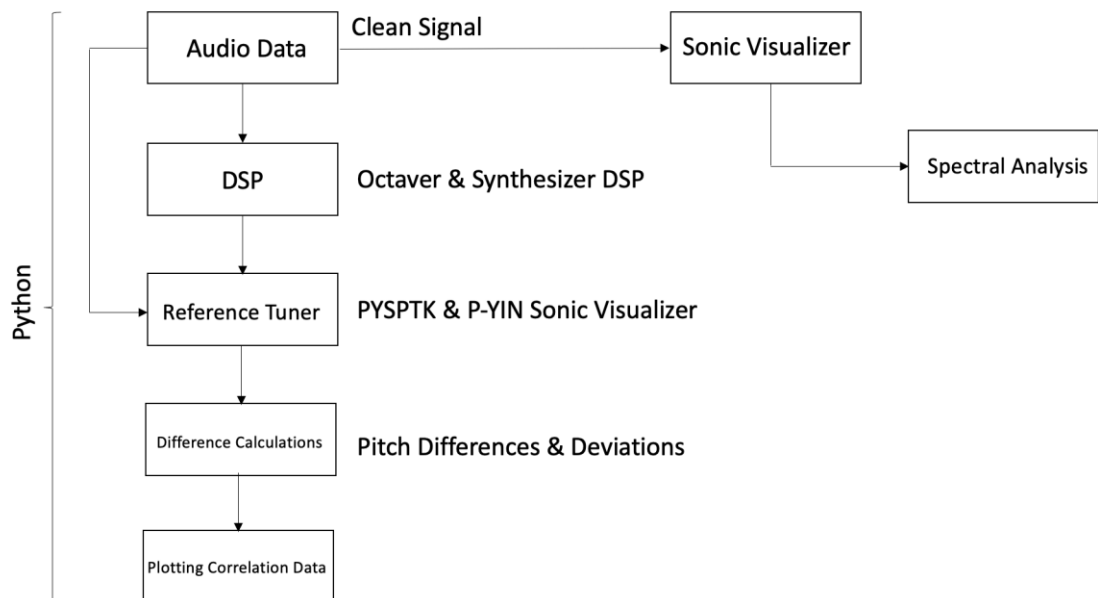 Audio Data
Clean Signal
Sonic Visualizer
Spectral Analysis
DSP
Octaver & Synthesizer DSP
Python
Reference Tuner
PYSPTK & P-YIN Sonic Visualizer
Difference Calculations
Pitch Differences & Deviations
Plotting Correlation Data